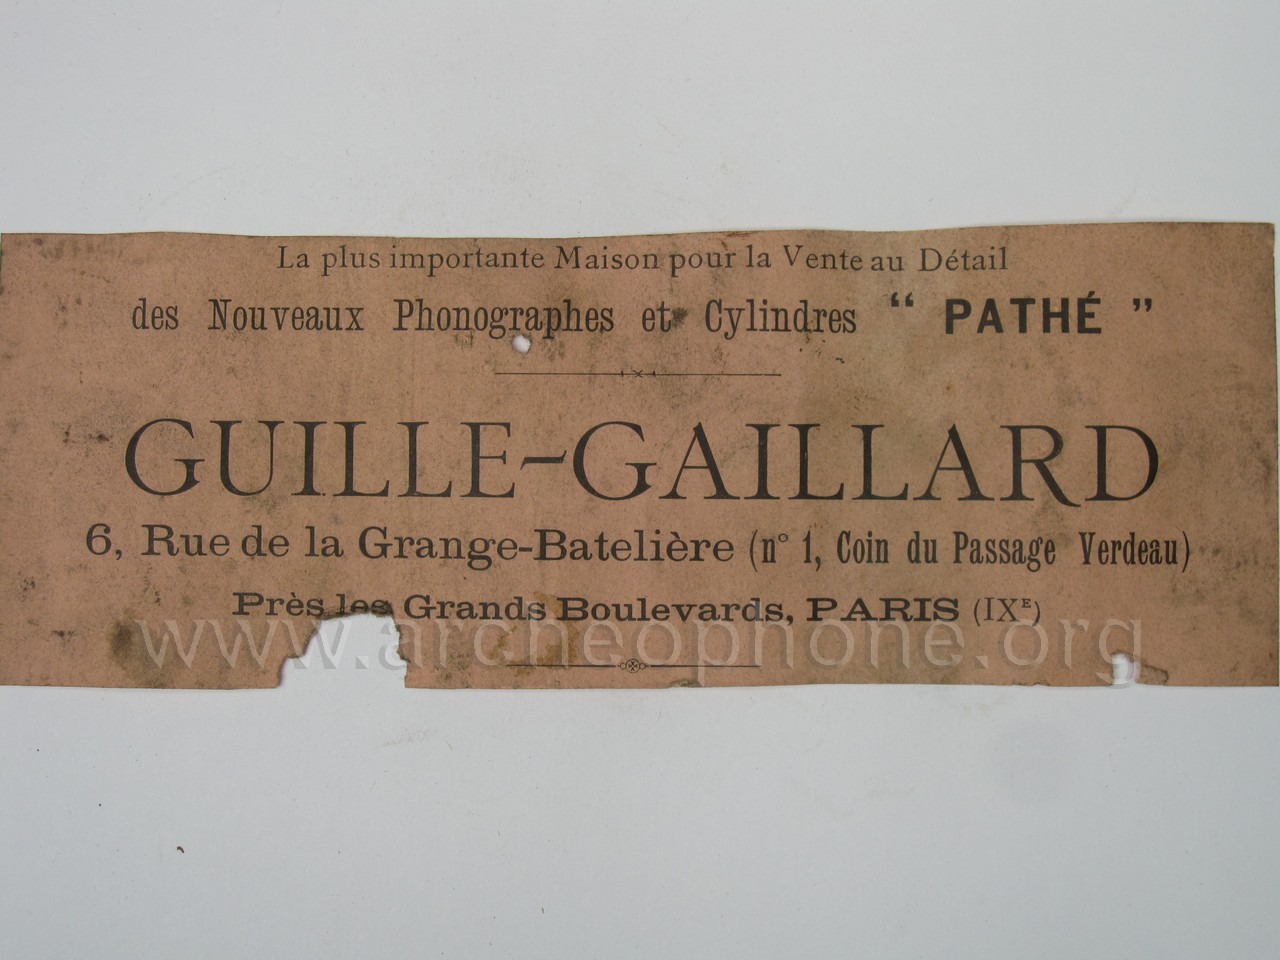 La plus importante Maison pour la Vente au Détail
des Nouveaux Phonographes et Cylindres “ PATHÉ ”
GUILLE-GAILLARD
6, Rue de la Grange-Batelière (n° 1, Coin du Passage Verdeau)
Près les Grands Boulevards, PARIS (IXᴱ)
www.archeophone.org